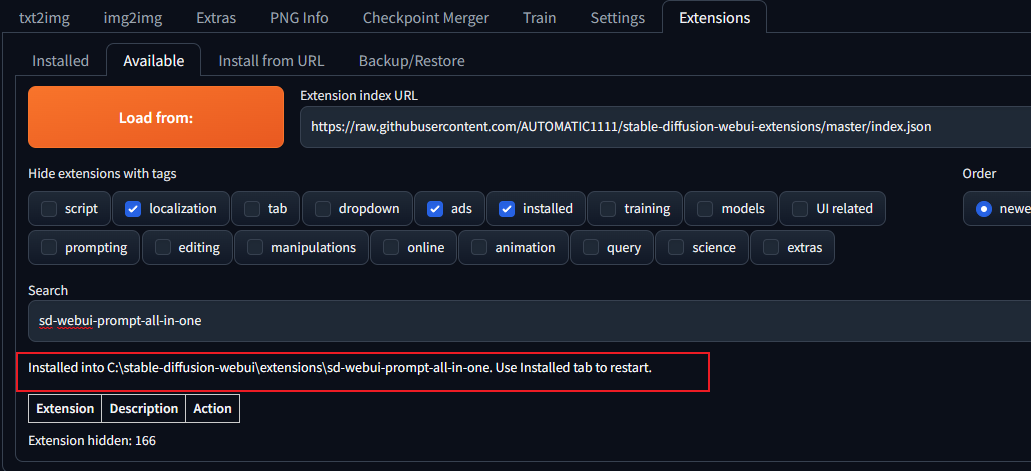 txt2img img2img Extras PNG Info Checkpoint Merger Train Settings Extensions
Installed Available Install from URL Backup/Restore
Load from:
Extension index URL
https://raw.githubusercontent.com/AUTOMATIC1111/stable-diffusion-webui-extensions/master/index.json
Hide extensions with tags
Order
script localization tab dropdown ads installed training models UI related
newe
prompting editing manipulations online animation query science extras
Search
sd-webui-prompt-all-in-one
Installed into C:\stable-diffusion-webui\extensions\sd-webui-prompt-all-in-one. Use Installed tab to restart.
Extension Description Action
Extension hidden: 166